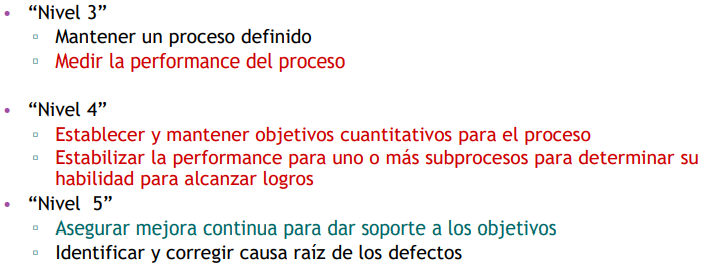 • “Nivel 3”
▫ Mantener un proceso definido
▫ Medir la performance del proceso
• “Nivel 4”
▫ Establecer y mantener objetivos cuantitativos para el proceso
▫ Estabilizar la performance para uno o más subprocesos para determinar su
habilidad para alcanzar logros
• “Nivel  5”
▫ Asegurar mejora continua para dar soporte a los objetivos
▫ Identificar y corregir causa raíz de los defectos